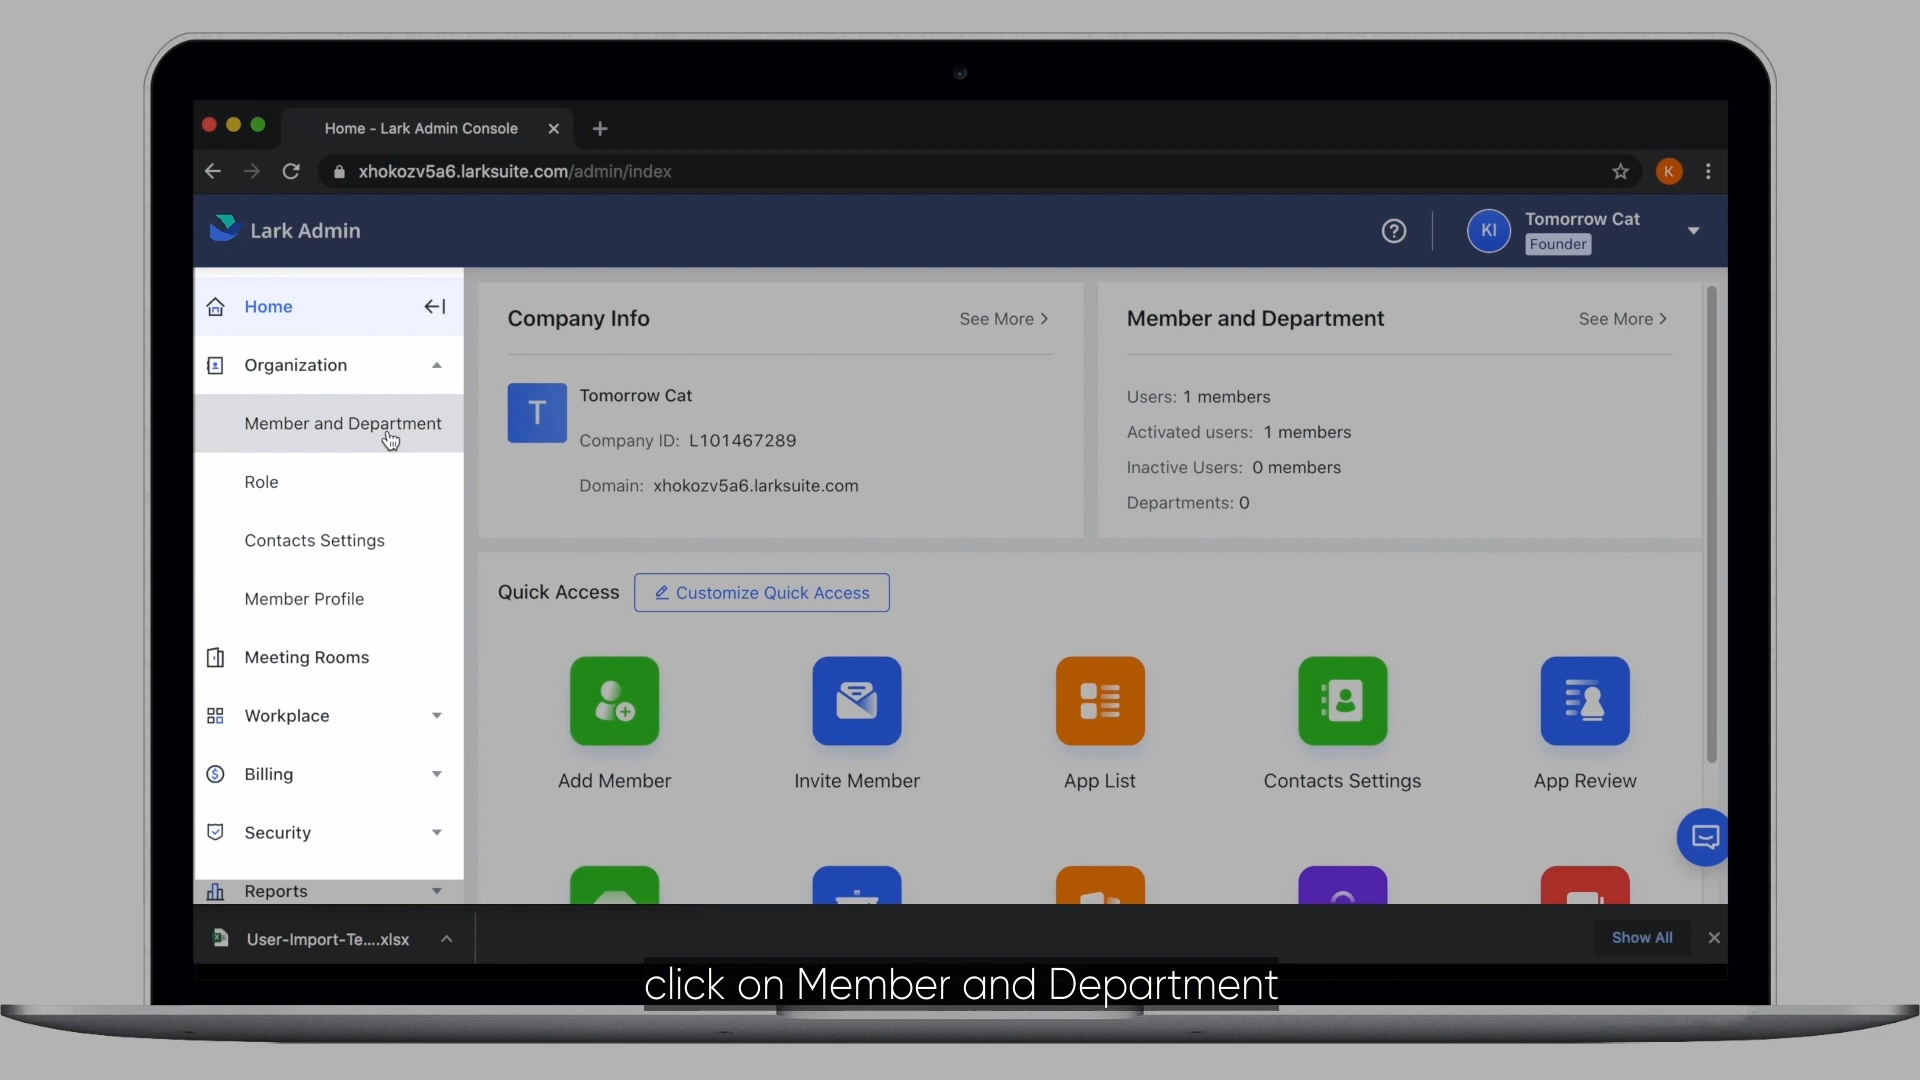 Home - Lark Admin Console
xhokozv5a6.larksuite.com/admin/index
K
Lark Admin
KI
Tomorrow Cat
Founder
Home
Organization
Member and Department
Role
Contacts Settings
Member Profile
Meeting Rooms
Workplace
Billing
Security
Reports
Company Info
See More
T
Tomorrow Cat
Company ID: L101467289
Domain: xhokozv5a6.larksuite.com
Member and Department
See More
Users: 1 members
Activated users: 1 members
Inactive Users: 0 members
Departments: 0
Quick Access
Customize Quick Access
Add Member
Invite Member
App List
Contacts Settings
App Review
User-Import-Te....xlsx
Show All
click on Member and Department